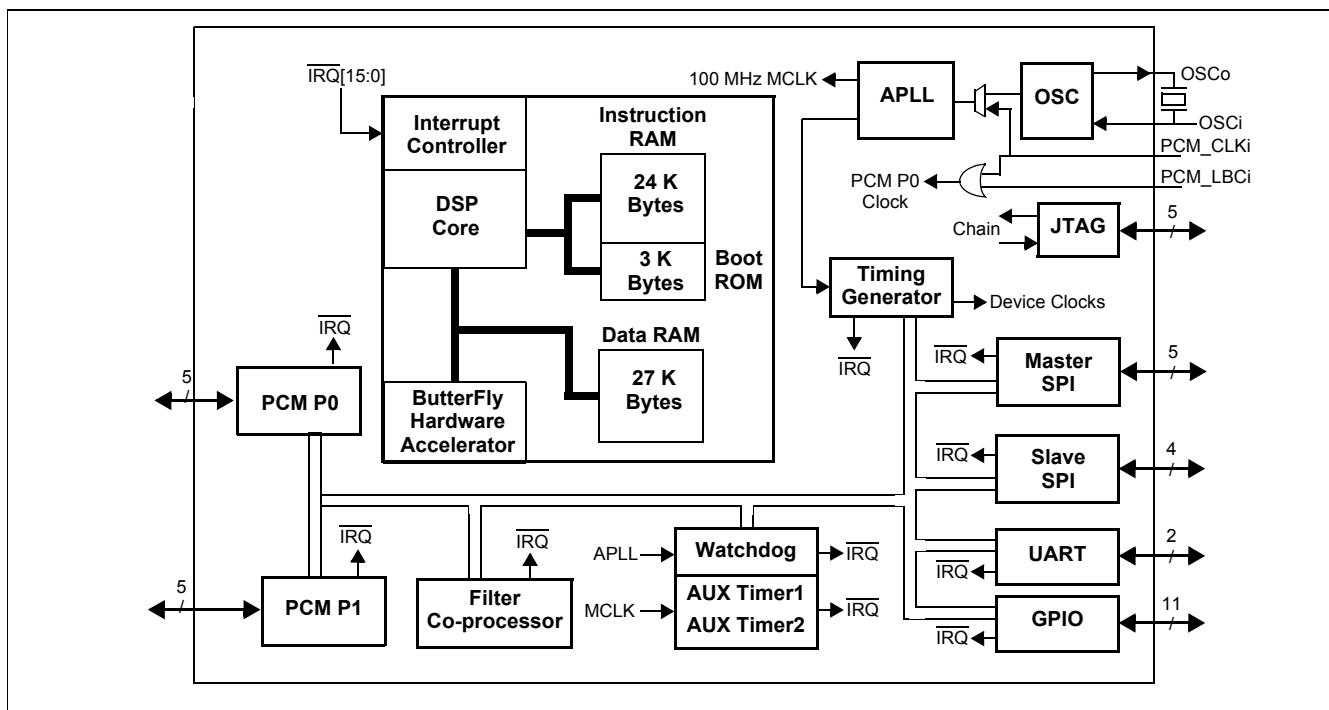 IRQ[15:0]
Interrupt
Controller
DSP
Core
Instruction
RAM
24 K
Bytes
3 K
Bytes
Boot
ROM
Data RAM
27 K
Bytes
ButterFly
Hardware
Accelerator
100 MHz MCLK
APLL
OSC
OSCo
OSCi
PCM_CLKi
PCM_LBCi
PCM P0
Clock
Chain
JTAG
5
Timing
Generator
Device Clocks
IRQ
IRQ
Master
SPI
5
IRQ
Slave
SPI
4
UART
IRQ
2
GPIO
IRQ
11
IRQ
5
PCM P0
IRQ
5
PCM P1
IRQ
Filter
Co-processor
APLL
Watchdog
IRQ
MCLK
AUX Timer1
AUX Timer2
IRQ